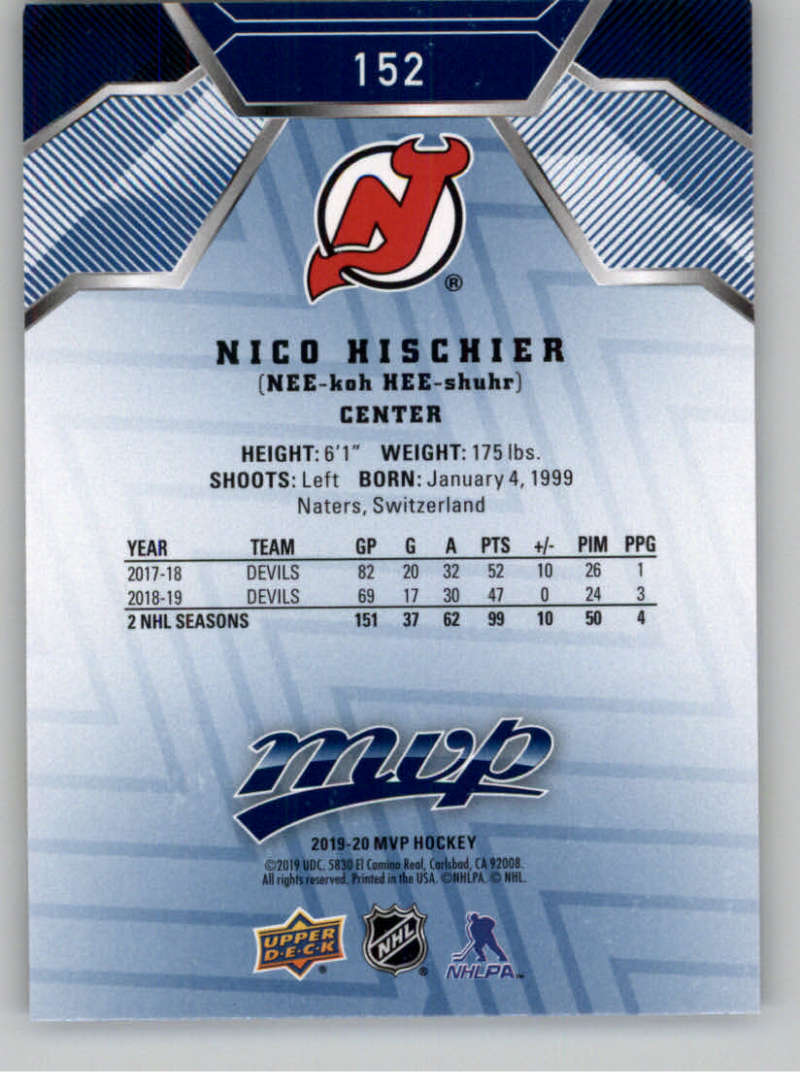 152
NJ
®
NICO HISCHIER
(NEE-koh HEE-shuhr)
CENTER
HEIGHT: 6'1" WEIGHT: 175 lbs.
SHOOTS: Left BORN: January 4, 1999
Naters, Switzerland
YEAR TEAM GP G A PTS +/- PIM PPG
2017-18 DEVILS 82 20 32 52 10 26 1
2018-19 DEVILS 69 17 30 47 0 24 3
2 NHL SEASONS 151 37 62 99 10 50 4
mvp
2019-20 MVP HOCKEY
©2019 UDC. 5830 El Camino Real, Carlsbad, CA 92008.
All rights reserved. Printed in the USA. ©NHLPA. © NHL.
UPPER D·E·C·K ® NHL ® NHLPA™